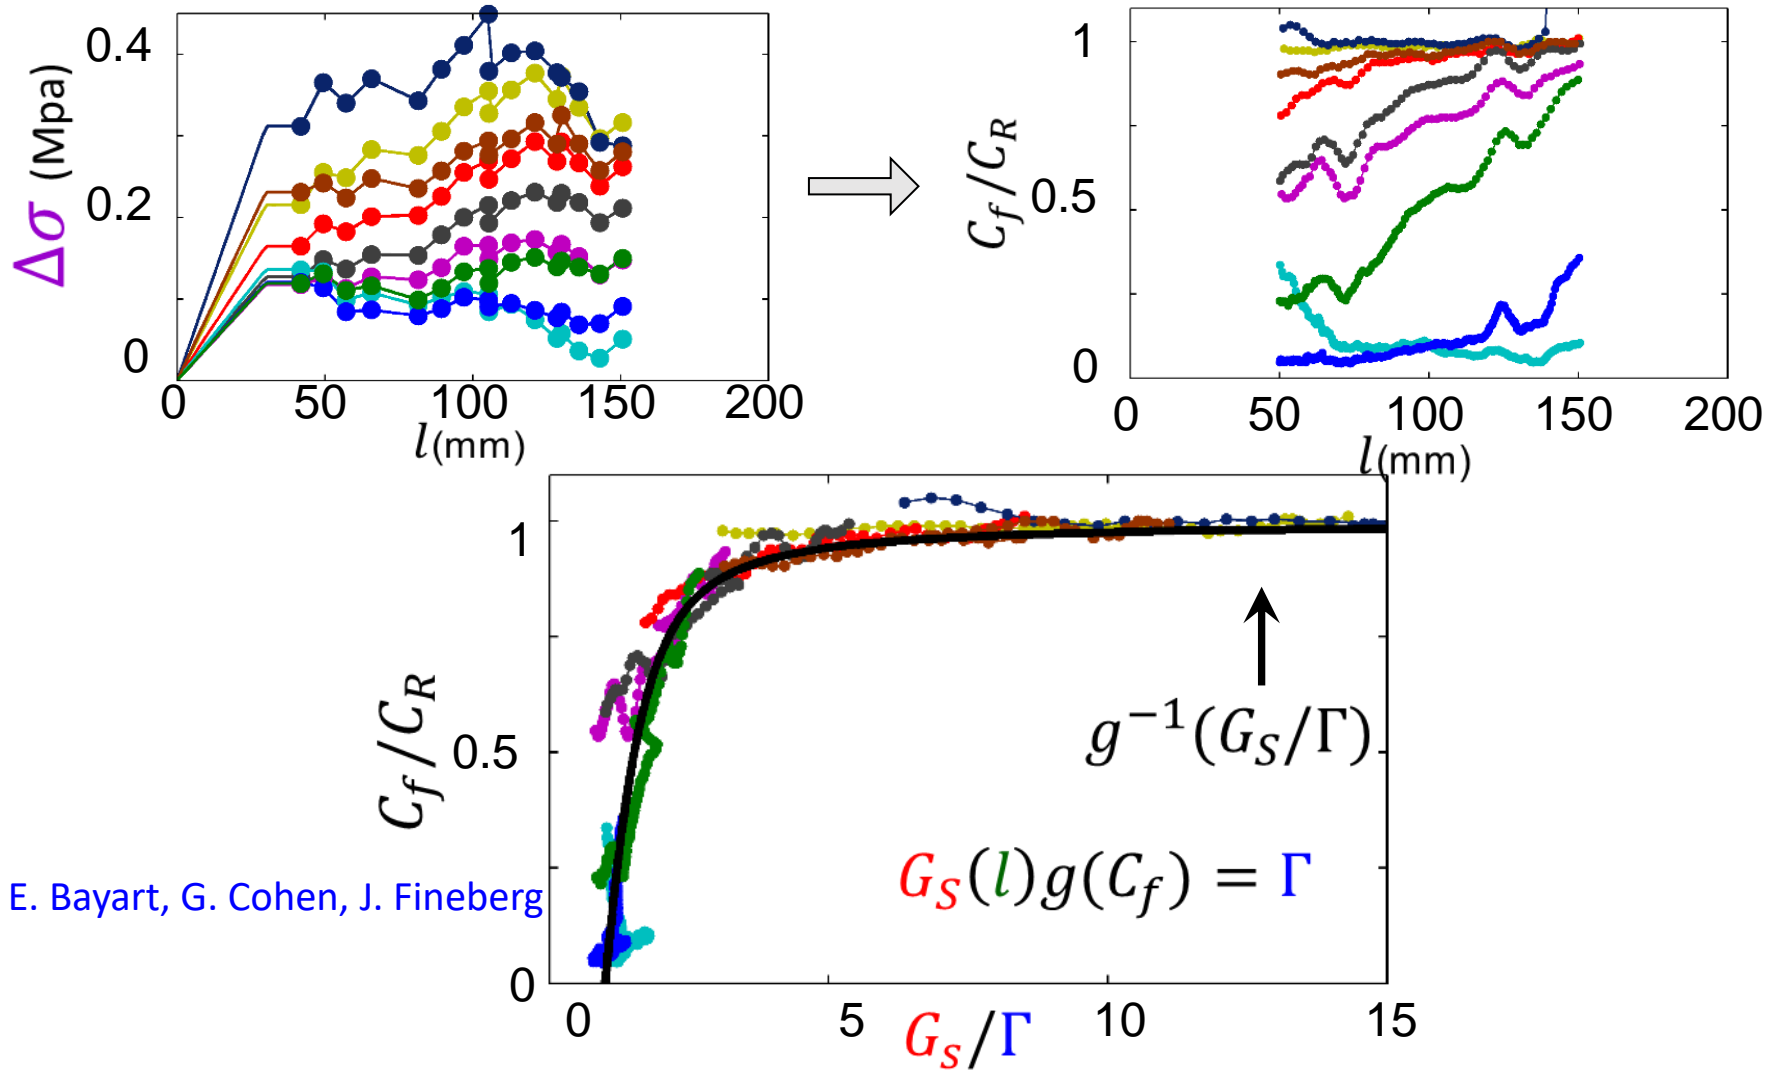 Δσ (Mpa)
0.4
0.2
0
0 50 100 150 200
l(mm)
C_f/C_R
1
0.5
0
0 50 100 150 200
l(mm)
C_f/C_R
1
0.5
0
g⁻¹(G_S/Γ)
G_S(l)g(C_f) = Γ
E. Bayart, G. Cohen, J. Fineberg
0 5 10 15
G_s/Γ